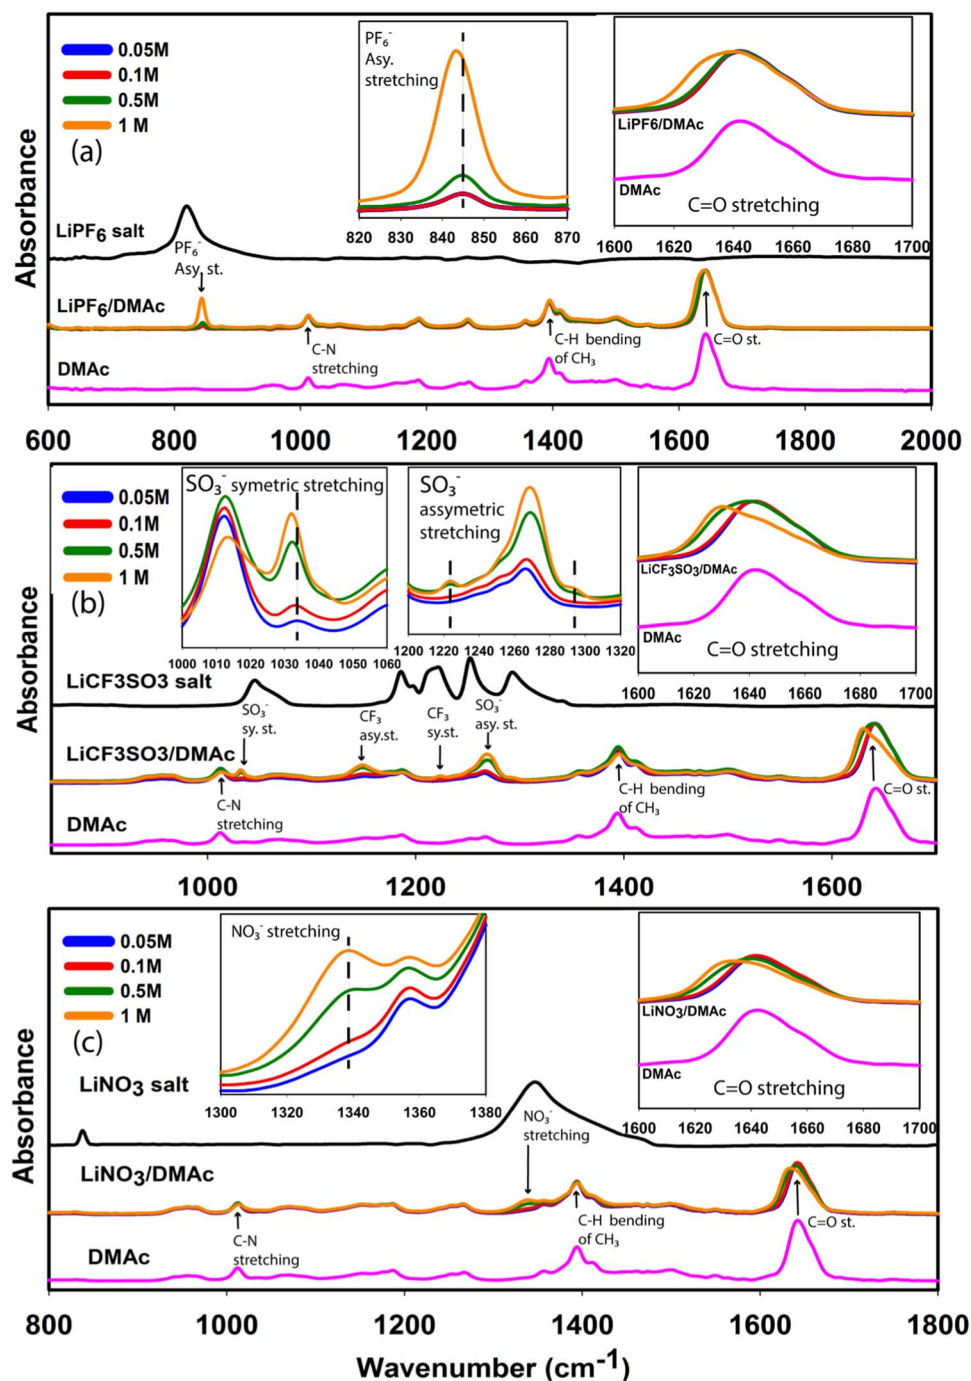 0.05M
0.1M
0.5M
1 M
(a)
PF6-
Asy.
stretching
820 830 840 850 860 870
LiPF6/DMAc
DMAc
C=O stretching
1600 1620 1640 1660 1680 1700
Absorbance
LiPF6 salt
PF6-
Asy. st.
LiPF6/DMAc
C-N
stretching
C-H bending
of CH3
C=O st.
DMAc
600 800 1000 1200 1400 1600 1800 2000
0.05M
0.1M
0.5M
1 M
(b)
SO3- symetric stretching
1000 1010 1020 1030 1040 1050 1060
SO3-
assymetric
stretching
1200 1220 1240 1260 1280 1300 1320
LiCF3SO3/DMAc
DMAc
C=O stretching
1600 1620 1640 1660 1680 1700
Absorbance
LiCF3SO3 salt
SO3-
sy. st.
CF3
asy.st.
CF3
sy.st.
SO3-
asy. st.
LiCF3SO3/DMAc
C-N
stretching
C-H bending
of CH3
C=O st.
DMAc
1000 1200 1400 1600
0.05M
0.1M
0.5M
1 M
(c)
NO3- stretching
1300 1320 1340 1360 1380
LiNO3/DMAc
DMAc
C=O stretching
1600 1620 1640 1660 1680 1700
Absorbance
LiNO3 salt
NO3-
stretching
LiNO3/DMAc
C-N
stretching
C-H bending
of CH3
C=O st.
DMAc
800 1000 1200 1400 1600 1800
Wavenumber (cm-1)